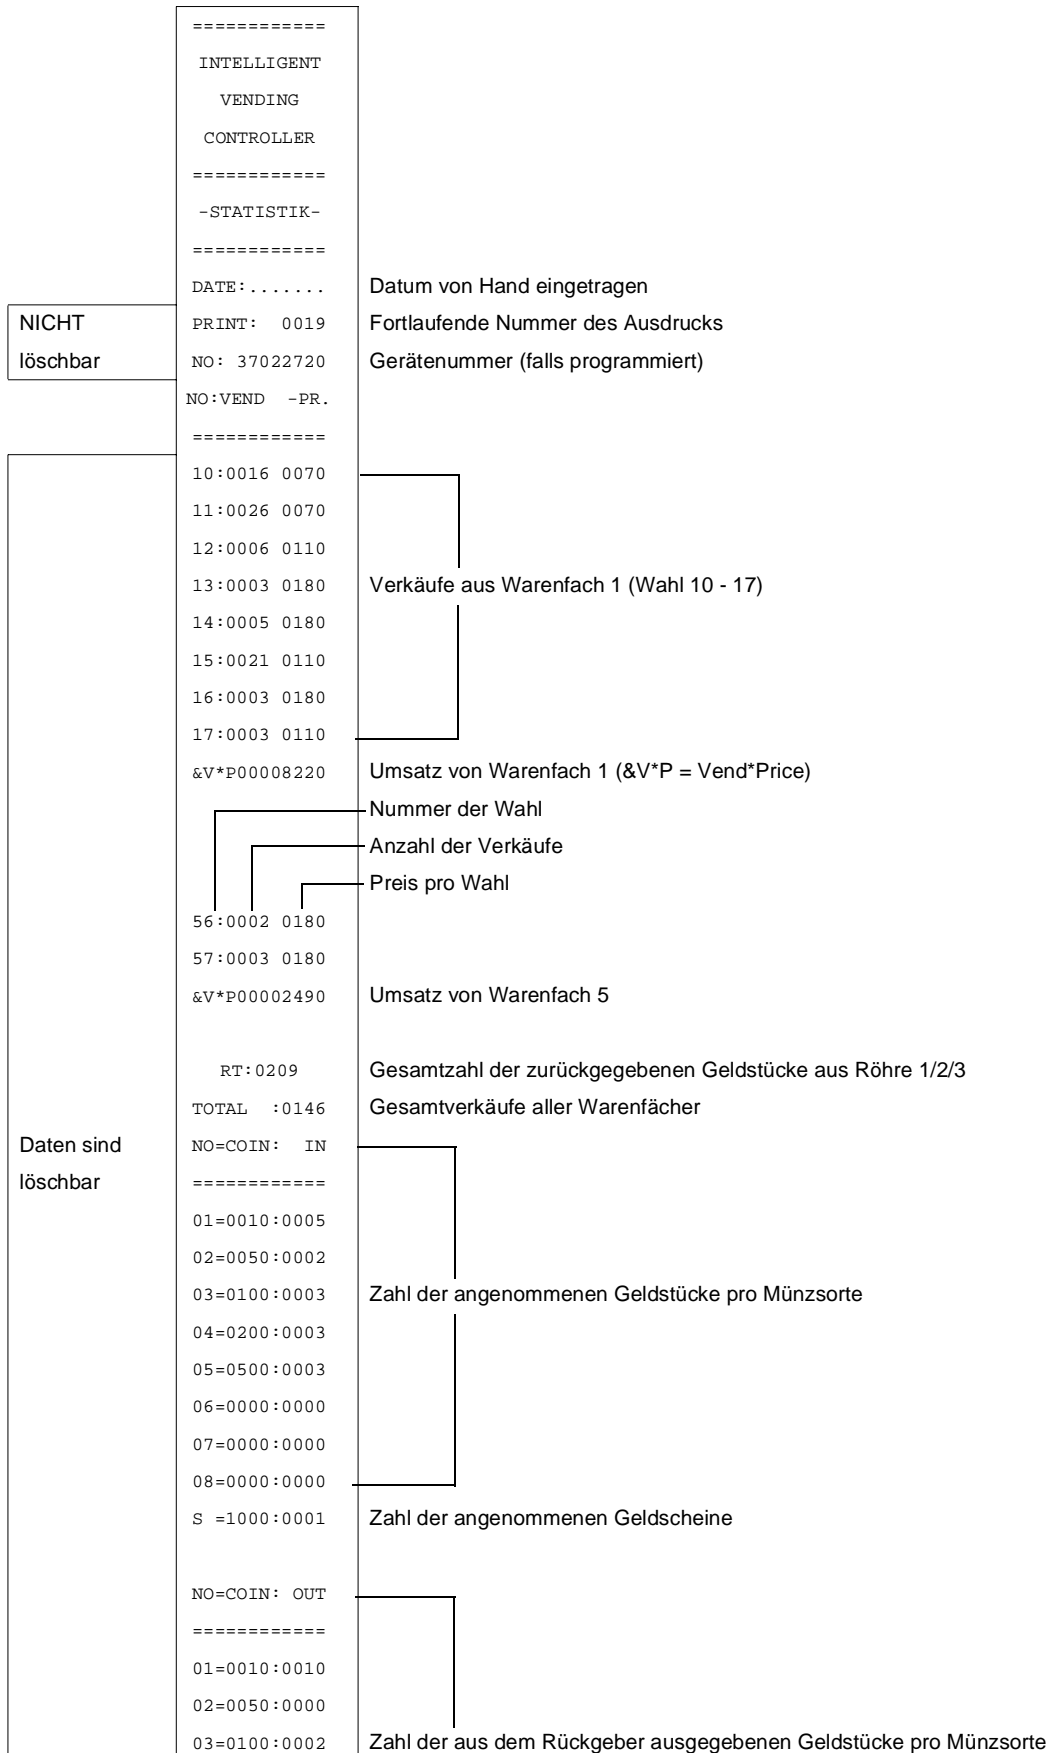 ============
INTELLIGENT
VENDING
CONTROLLER
============
-STATISTIK-
============
DATE:....... Datum von Hand eingetragen
NICHT PRINT: 0019 Fortlaufende Nummer des Ausdrucks
löschbar NO: 37022720 Gerätenummer (falls programmiert)
NO:VEND -PR.
============
10:0016 0070
11:0026 0070
12:0006 0110
13:0003 0180 Verkäufe aus Warenfach 1 (Wahl 10 - 17)
14:0005 0180
15:0021 0110
16:0003 0180
17:0003 0110
&V*P00008220 Umsatz von Warenfach 1 (&V*P = Vend*Price)
Nummer der Wahl
Anzahl der Verkäufe
Preis pro Wahl
56:0002 0180
57:0003 0180
&V*P00002490 Umsatz von Warenfach 5
RT:0209 Gesamtzahl der zurückgegebenen Geldstücke aus Röhre 1/2/3
TOTAL :0146 Gesamtverkäufe aller Warenfächer
Daten sind NO=COIN: IN
löschbar ============
01=0010:0005
02=0050:0002
03=0100:0003 Zahl der angenommenen Geldstücke pro Münzsorte
04=0200:0003
05=0500:0003
06=0000:0000
07=0000:0000
08=0000:0000
S =1000:0001 Zahl der angenommenen Geldscheine
NO=COIN: OUT
============
01=0010:0010
02=0050:0000
03=0100:0002 Zahl der aus dem Rückgeber ausgegebenen Geldstücke pro Münzsorte